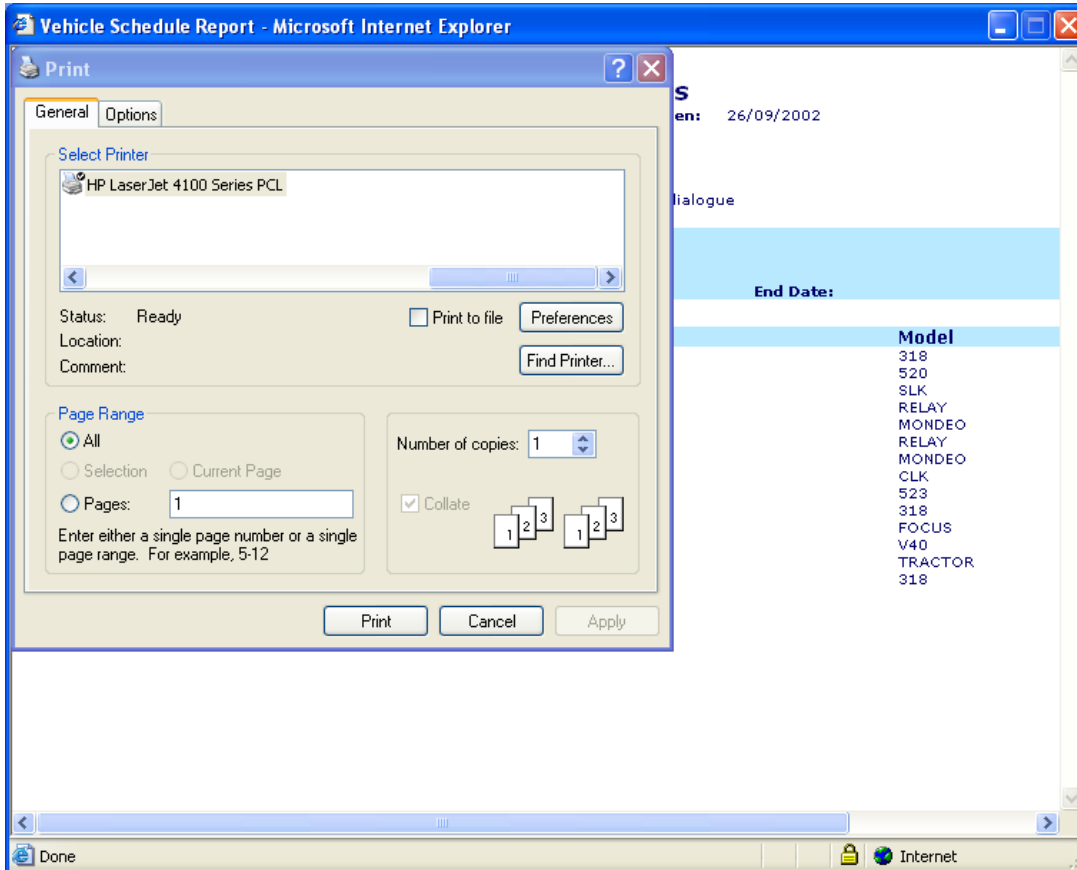 Vehicle Schedule Report - Microsoft Internet Explorer
Print
General
Options
Select Printer
HP LaserJet 4100 Series PCL
Status: Ready
Print to file
Preferences
Location:
Comment:
Find Printer...
Page Range
All
Selection
Current Page
Pages: 1
Enter either a single page number or a single
page range. For example, 5-12
Number of copies: 1
Collate
1 2 3 1 2 3
Print
Cancel
Apply
s
en: 26/09/2002
dialogue
End Date:
Model
318
520
SLK
RELAY
MONDEO
RELAY
MONDEO
CLK
523
318
FOCUS
V40
TRACTOR
318
Done
Internet